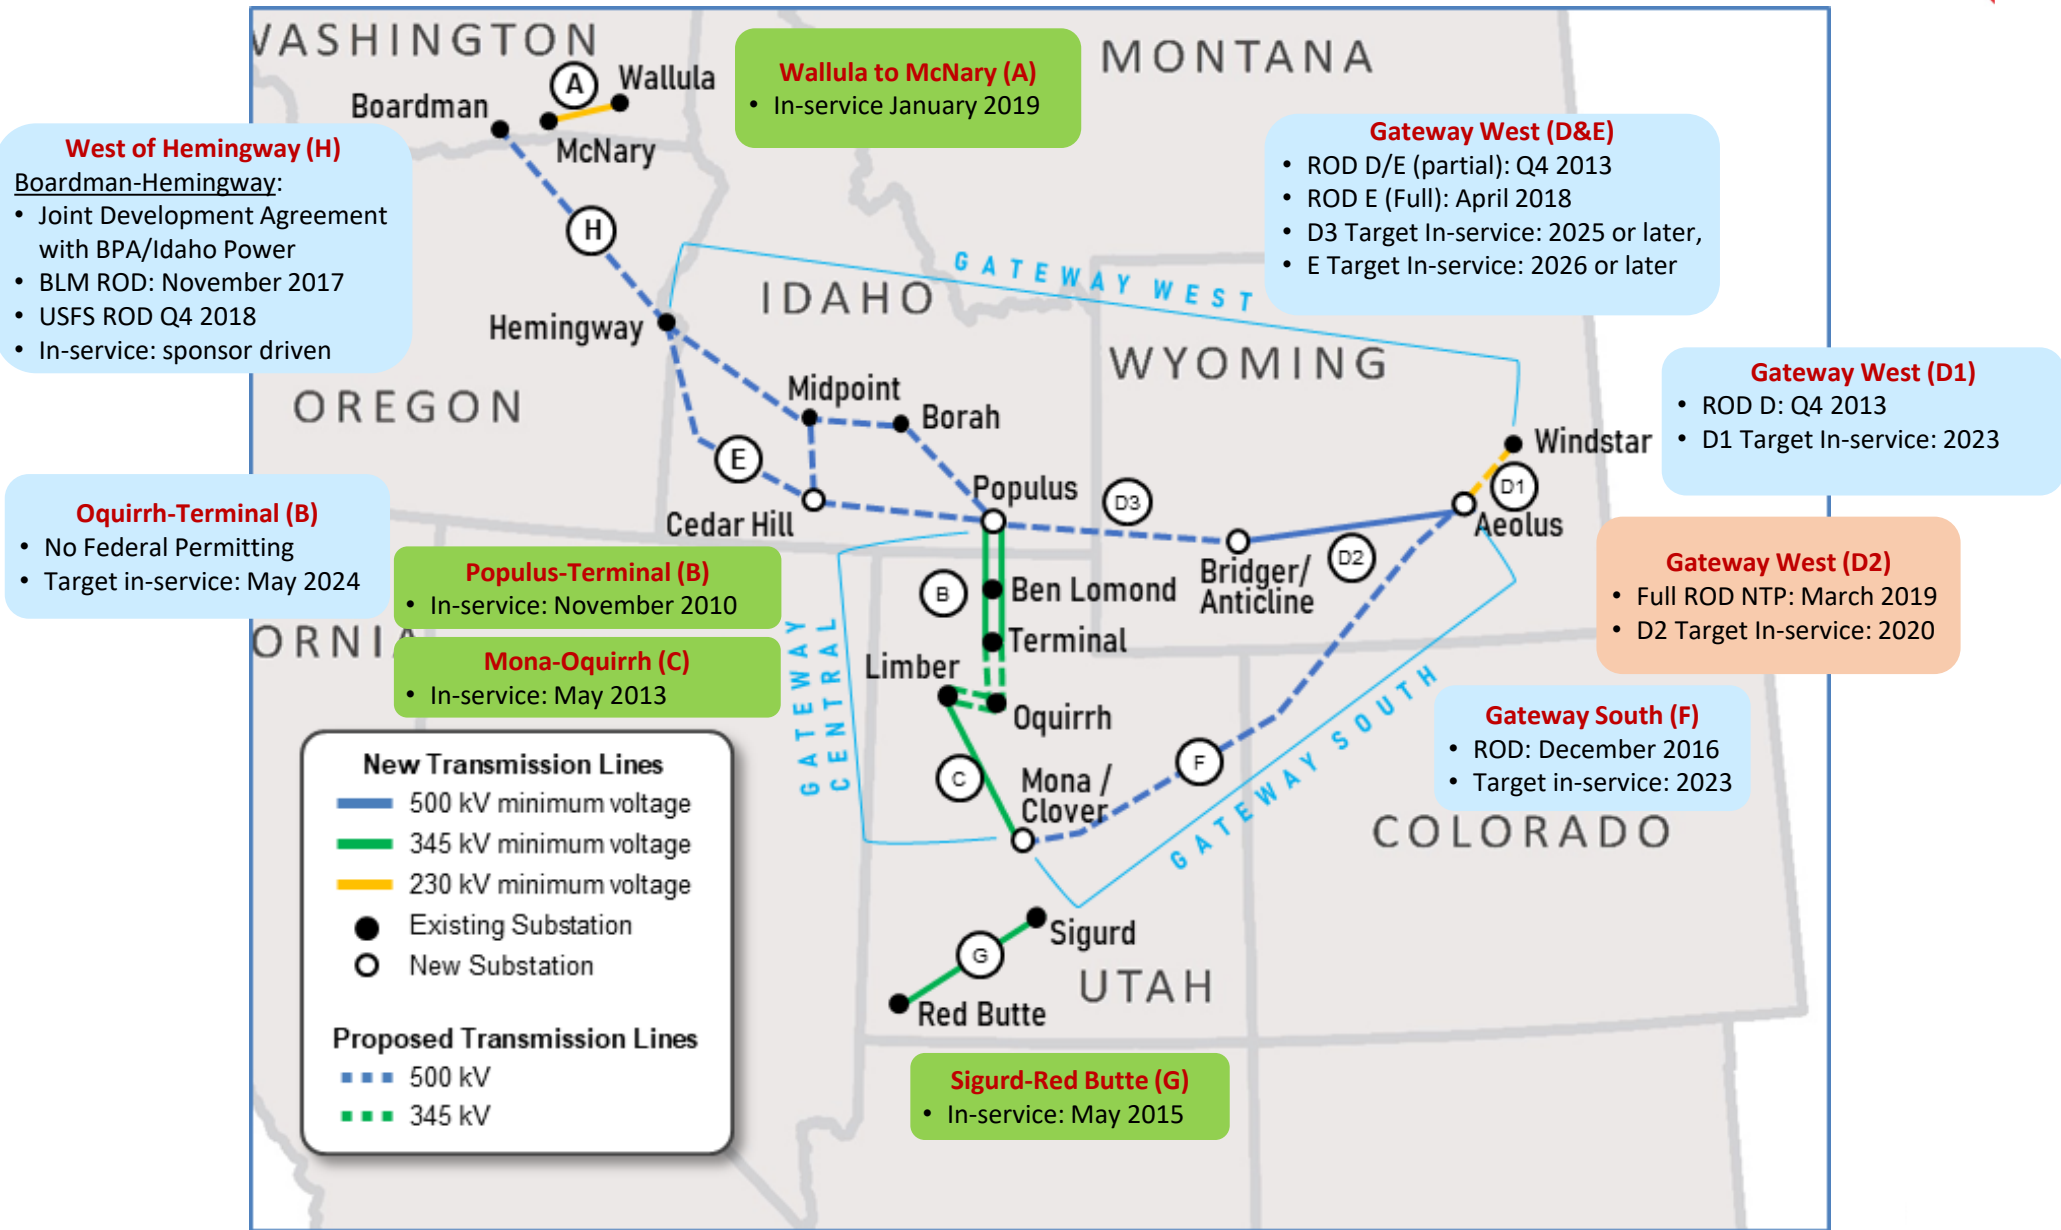 WASHINGTON
MONTANA
IDAHO
WYOMING
OREGON
ORNIA
COLORADO
UTAH
Wallula to McNary (A)
• In-service January 2019
West of Hemingway (H)
Boardman-Hemingway:
• Joint Development Agreement
with BPA/Idaho Power
• BLM ROD: November 2017
• USFS ROD Q4 2018
• In-service: sponsor driven
Gateway West (D&E)
• ROD D/E (partial): Q4 2013
• ROD E (Full): April 2018
• D3 Target In-service: 2025 or later,
• E Target In-service: 2026 or later
Gateway West (D1)
• ROD D: Q4 2013
• D1 Target In-service: 2023
Oquirrh-Terminal (B)
• No Federal Permitting
• Target in-service: May 2024
Populus-Terminal (B)
• In-service: November 2010
Mona-Oquirrh (C)
• In-service: May 2013
Gateway West (D2)
• Full ROD NTP: March 2019
• D2 Target In-service: 2020
Gateway South (F)
• ROD: December 2016
• Target in-service: 2023
Sigurd-Red Butte (G)
• In-service: May 2015
A
Wallula
Boardman
McNary
H
Hemingway
GATEWAY WEST
Midpoint
Borah
E
Cedar Hill
Populus
D3
Windstar
D1
Aeolus
D2
Bridger/
Anticline
B
Ben Lomond
Terminal
Limber
Oquirrh
GATEWAY
CENTRAL
C
Mona /
Clover
F
GATEWAY SOUTH
Sigurd
G
Red Butte
New Transmission Lines
500 kV minimum voltage
345 kV minimum voltage
230 kV minimum voltage
Existing Substation
New Substation
Proposed Transmission Lines
500 kV
345 kV